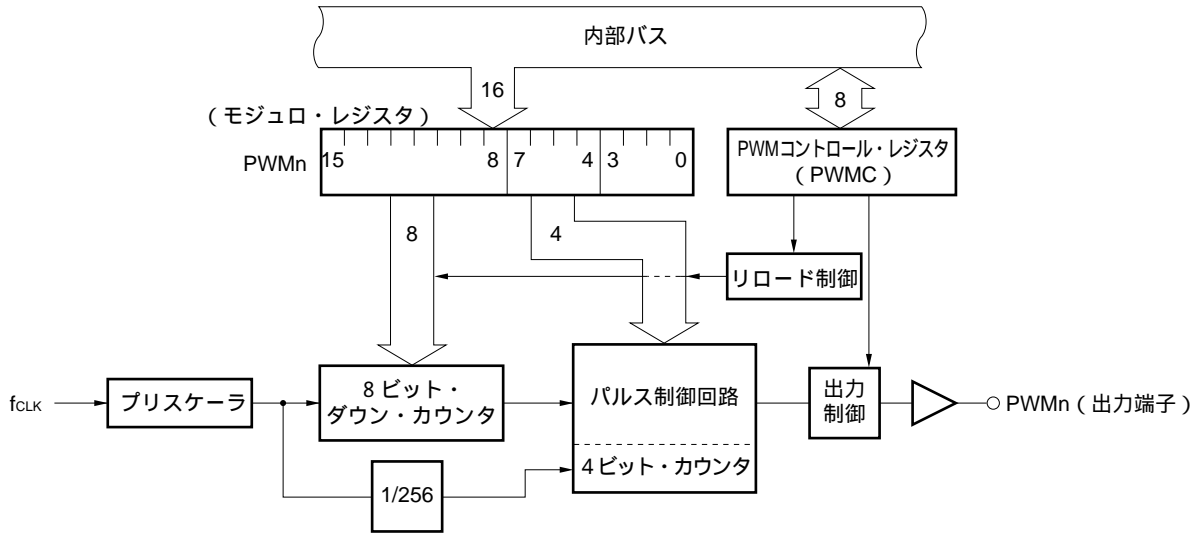 内部バス
16
8
（モジュロ・レジスタ）
PWMn
15 8 7 4 3 0
PWMコントロール・レジスタ
（PWMC）
8
4
リロード制御
fCLK
プリスケーラ
8ビット・
ダウン・カウンタ
パルス制御回路
4ビット・カウンタ
出力
制御
PWMn（出力端子）
1/256